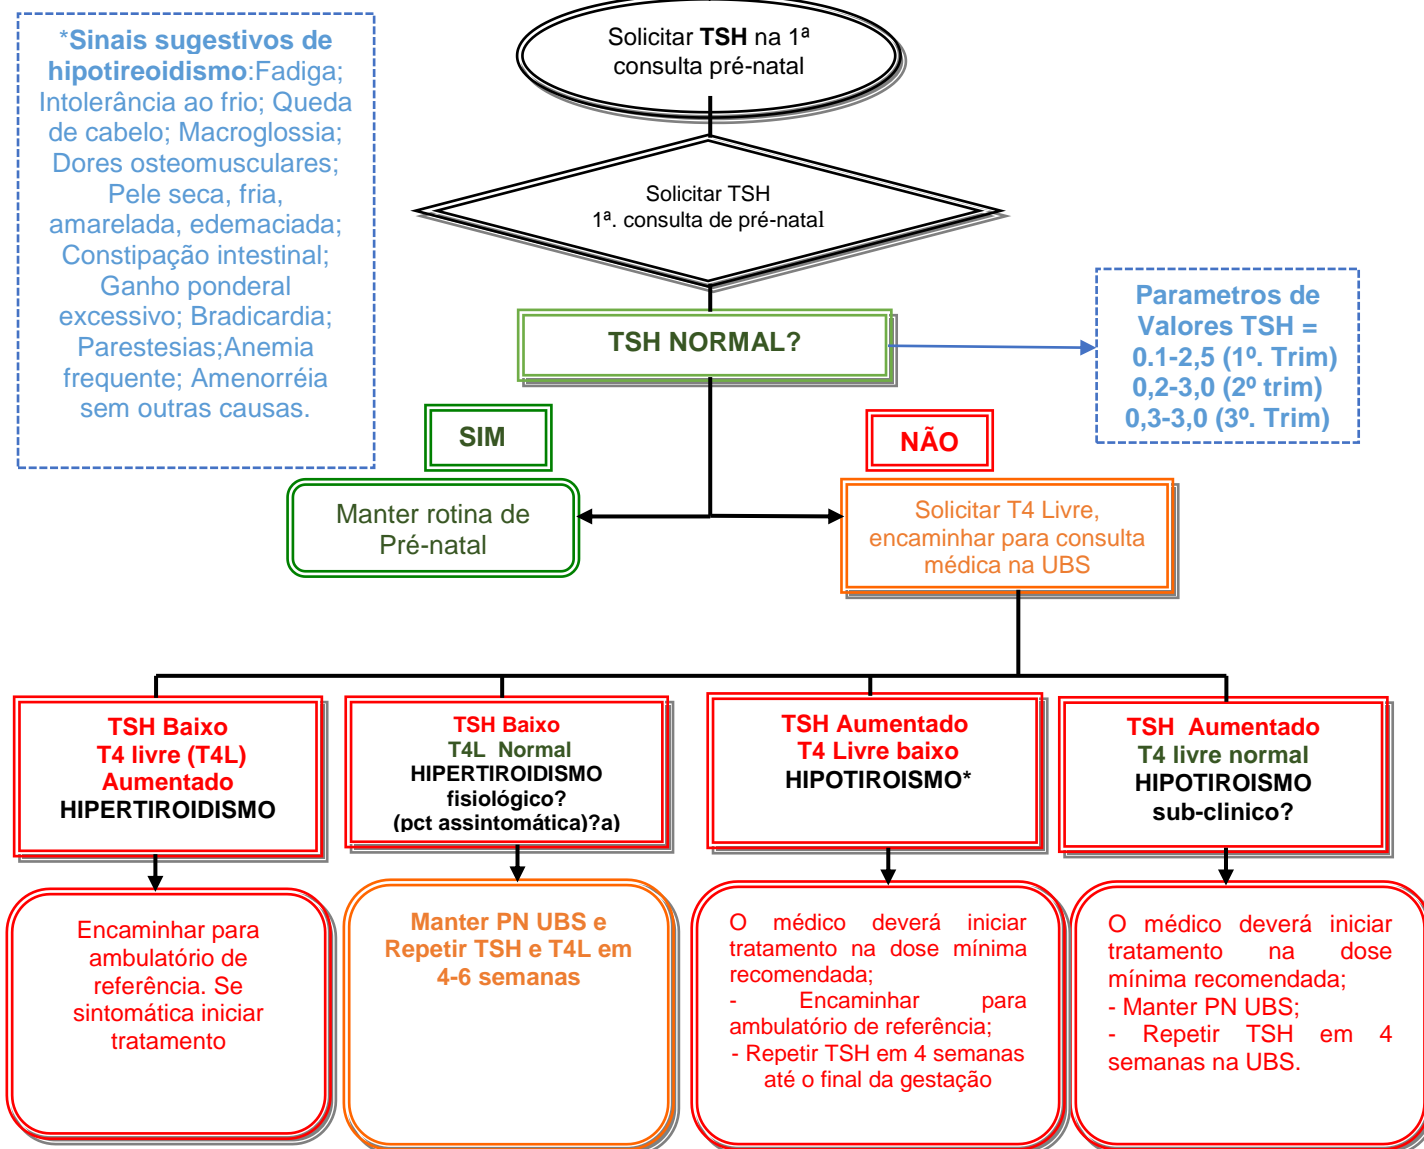 *Sinais sugestivos de
hipotireoidismo:Fadiga;
Intolerância ao frio; Queda
de cabelo; Macroglossia;
Dores osteomusculares;
Pele seca, fria,
amarelada, edemaciada;
Constipação intestinal;
Ganho ponderal
excessivo; Bradicardia;
Parestesias;Anemia
frequente; Amenorréia
sem outras causas.
Solicitar TSH na 1ª
consulta pré-natal
Solicitar TSH
1ª. consulta de pré-natal
TSH NORMAL?
Parametros de
Valores TSH =
0.1-2,5 (1º. Trim)
0,2-3,0 (2º trim)
0,3-3,0 (3º. Trim)
SIM
NÃO
Manter rotina de
Pré-natal
Solicitar T4 Livre,
encaminhar para consulta
médica na UBS
TSH Baixo
T4 livre (T4L)
Aumentado
HIPERTIROIDISMO
TSH Baixo
T4L Normal
HIPERTIROIDISMO
fisiológico?
(pct assintomática)?a)
TSH Aumentado
T4 Livre baixo
HIPOTIROISMO*
TSH Aumentado
T4 livre normal
HIPOTIROISMO
sub-clinico?
Encaminhar para
ambulatório de
referência. Se
sintomática iniciar
tratamento
Manter PN UBS e
Repetir TSH e T4L em
4-6 semanas
O médico deverá iniciar
tratamento na dose mínima
recomendada;
- Encaminhar para
ambulatório de referência;
- Repetir TSH em 4 semanas
até o final da gestação
O médico deverá iniciar
tratamento na dose
mínima recomendada;
- Manter PN UBS;
- Repetir TSH em 4
semanas na UBS.